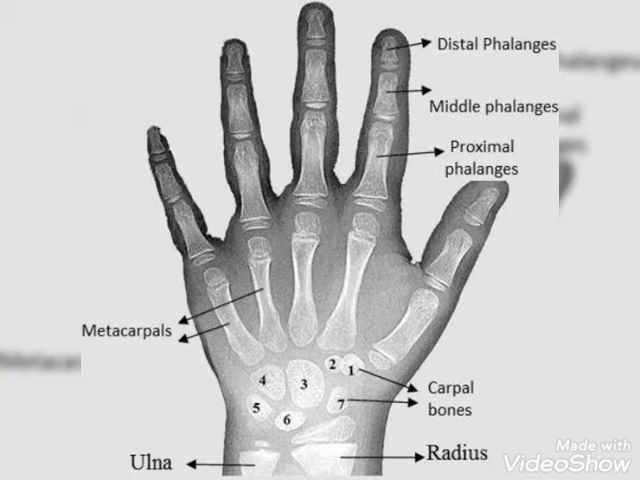 Distal Phalanges
Middle phalanges
Proximal
phalanges
Metacarpals
2
1
4
3
5
6
7
Carpal
bones
Ulna
Radius
Made with
VideoShow